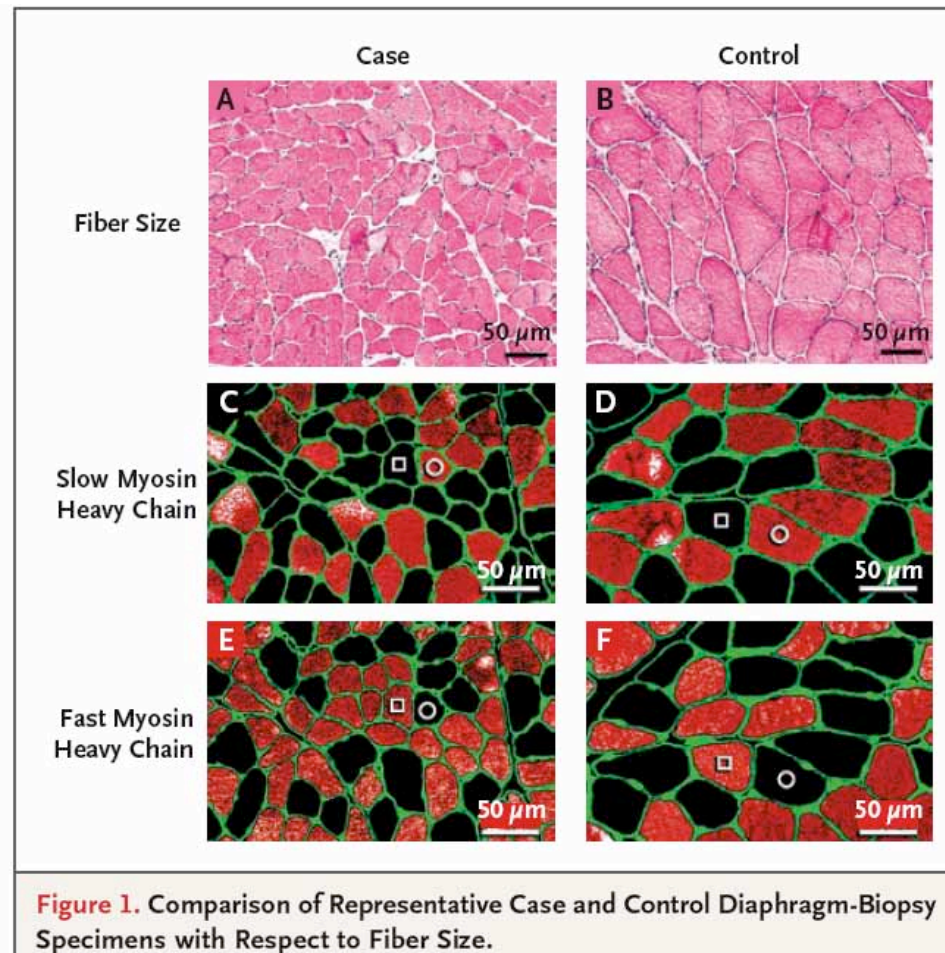 Case
Control
A
B
Fiber Size
50 µm
50 µm
C
D
Slow Myosin
Heavy Chain
50 µm
50 µm
E
F
Fast Myosin
Heavy Chain
50 µm
50 µm
Figure 1. Comparison of Representative Case and Control Diaphragm-Biopsy
Specimens with Respect to Fiber Size.